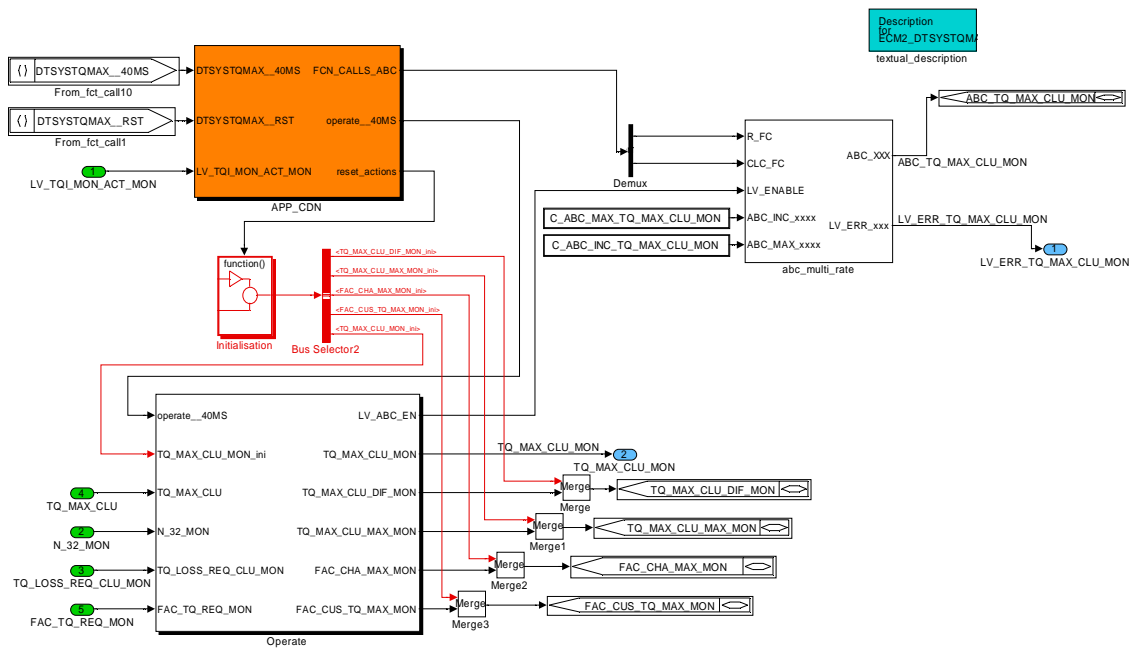 Description
for
ECM2_DTSYSTQMA
textual_description
DTSYSTQMAX__40MS
From_fct_call10
DTSYSTQMAX__RST
From_fct_call1
1
LV_TQI_MON_ACT_MON
DTSYSTQMAX__40MS
FCN_CALLS_ABC
DTSYSTQMAX__RST
operate__40MS
LV_TQI_MON_ACT_MON
reset_actions
APP_CDN
Demux
R_FC
CLC_FC
LV_ENABLE
ABC_INC_xxxx
ABC_MAX_xxxx
ABC_XXX
LV_ERR_xxx
abc_multi_rate
C_ABC_MAX_TQ_MAX_CLU_MON
C_ABC_INC_TQ_MAX_CLU_MON
ABC_TQ_MAX_CLU_MON
ABC_TQ_MAX_CLU_MON
LV_ERR_TQ_MAX_CLU_MON
1
LV_ERR_TQ_MAX_CLU_MON
function()
Initialisation
<TQ_MAX_CLU_DIF_MON_ini>
<TQ_MAX_CLU_MAX_MON_ini>
<FAC_CHA_MAX_MON_ini>
<FAC_CUS_TQ_MAX_MON_ini>
<TQ_MAX_CLU_MON_ini>
Bus Selector2
operate__40MS
LV_ABC_EN
TQ_MAX_CLU_MON_ini
TQ_MAX_CLU_MON
TQ_MAX_CLU
TQ_MAX_CLU_DIF_MON
N_32_MON
TQ_MAX_CLU_MAX_MON
TQ_LOSS_REQ_CLU_MON
FAC_CHA_MAX_MON
FAC_TQ_REQ_MON
FAC_CUS_TQ_MAX_MON
Operate
4
TQ_MAX_CLU
2
N_32_MON
3
TQ_LOSS_REQ_CLU_MON
5
FAC_TQ_REQ_MON
TQ_MAX_CLU_MON
2
TQ_MAX_CLU_MON
Merge
Merge
TQ_MAX_CLU_DIF_MON
Merge
Merge1
TQ_MAX_CLU_MAX_MON
Merge
Merge2
FAC_CHA_MAX_MON
Merge
Merge3
FAC_CUS_TQ_MAX_MON